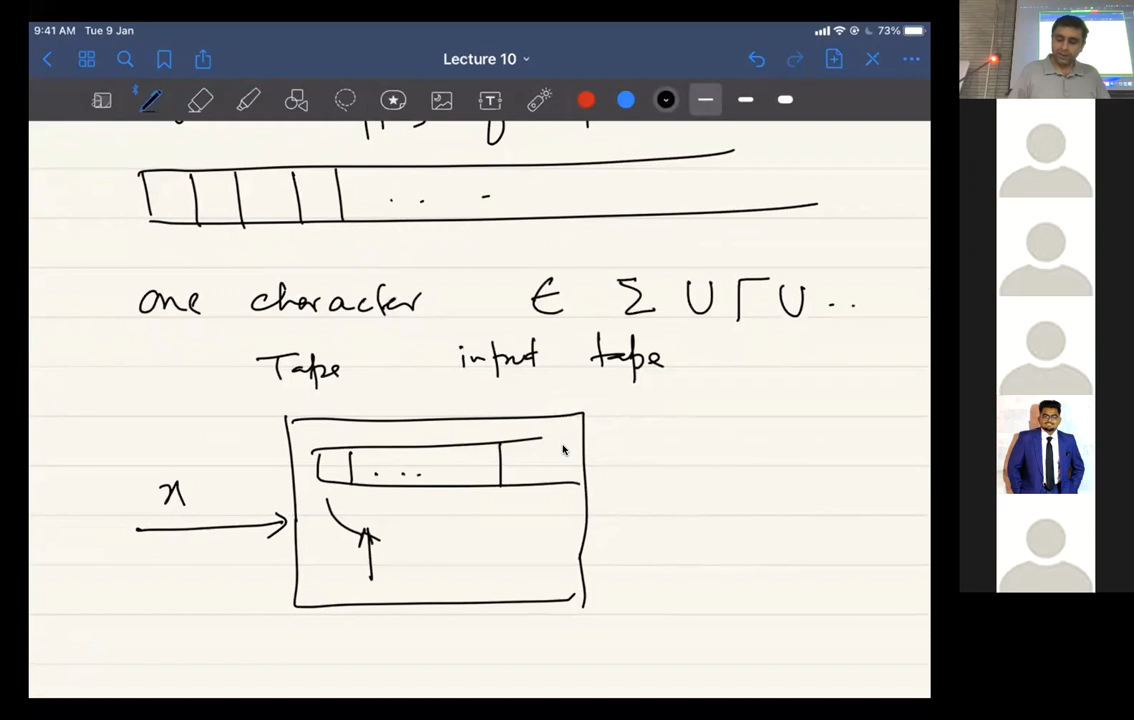 9:41 AM Tue 9 Jan
73%
Lecture 10
one character ∈ Σ ∪ Γ ∪ ..
Tape input tape
x